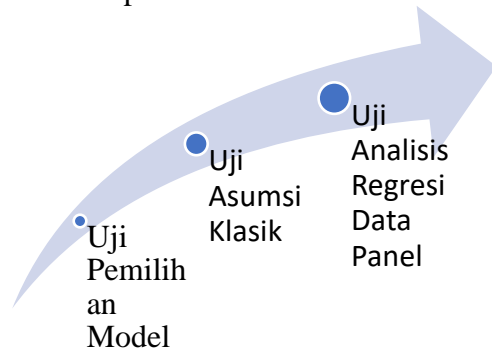 Uji
Pemilih
an
Model
Uji
Asumsi
Klasik
Uji
Analisis
Regresi
Data
Panel